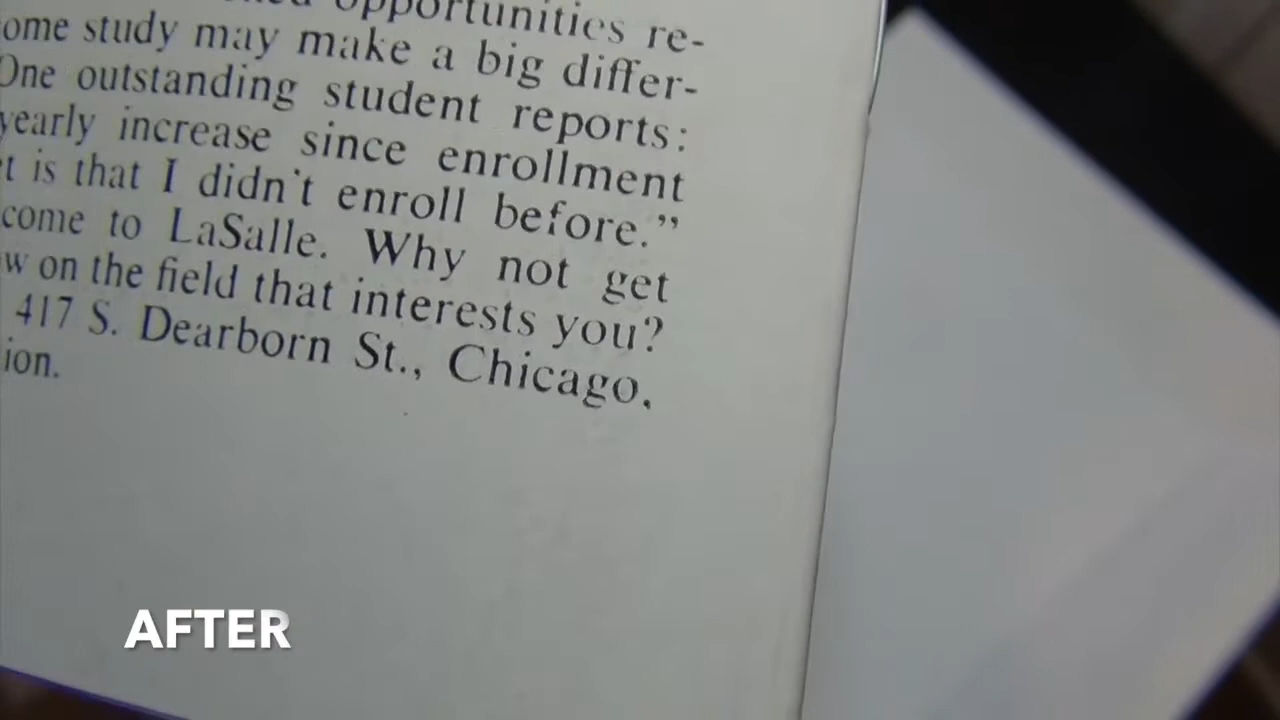 opportunities re-
ome study may make a big differ-
One outstanding student reports:
yearly increase since enrollment
t is that I didn't enroll before.”
come to LaSalle. Why not get
w on the field that interests you?
417 S. Dearborn St., Chicago,
ion.
AFTER